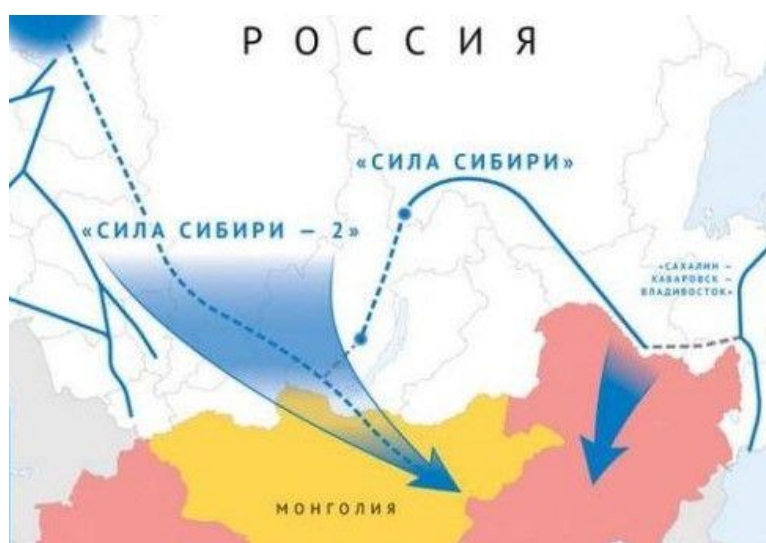 РОССИЯ
«СИЛА СИБИРИ»
«СИЛА СИБИРИ – 2»
«САХАЛИН –
ХАБАРОВСК –
ВЛАДИВОСТОК»
МОНГОЛИЯ